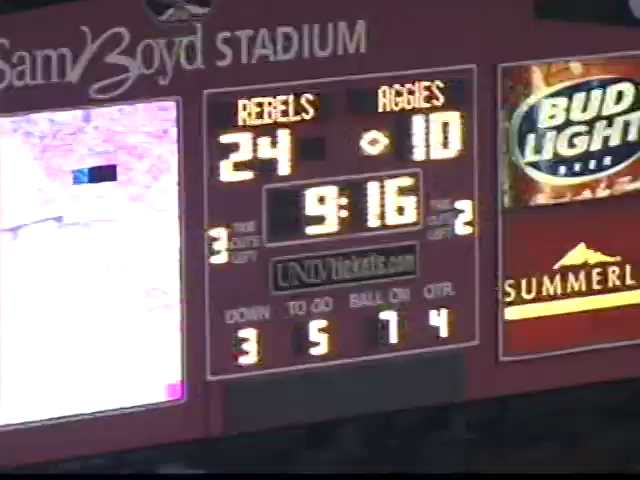 Sam Boyd STADIUM
REBELS AGGIES
24 10
9:16
3 TIME OUTS LEFT
TIME OUTS LEFT 2
UNLVtickets.com
DOWN TO GO BALL ON QTR.
3 5 7 4
BUD LIGHT
BEER
SUMMERL